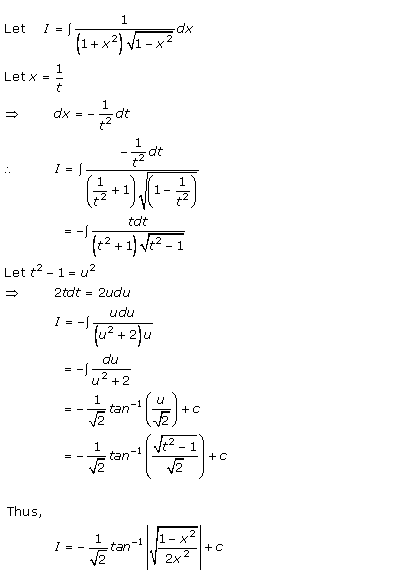 Let I = ∫ 1/((1+x²)√(1−x²)) dx
Let x = 1/t
⇒ dx = −1/t² dt
∴ I = ∫ (−1/t² dt)/((1/t² + 1)√(1 − 1/t²))
= −∫ tdt/((t²+1)√(t²−1))
Let t² − 1 = u²
⇒ 2tdt = 2udu
I = −∫ udu/((u²+2)u)
= −∫ du/(u²+2)
= −1/√2 tan⁻¹(u/√2) + c
= −1/√2 tan⁻¹(√(t²−1)/√2) + c
Thus,
I = −1/√2 tan⁻¹|√((1−x²)/(2x²))| + c